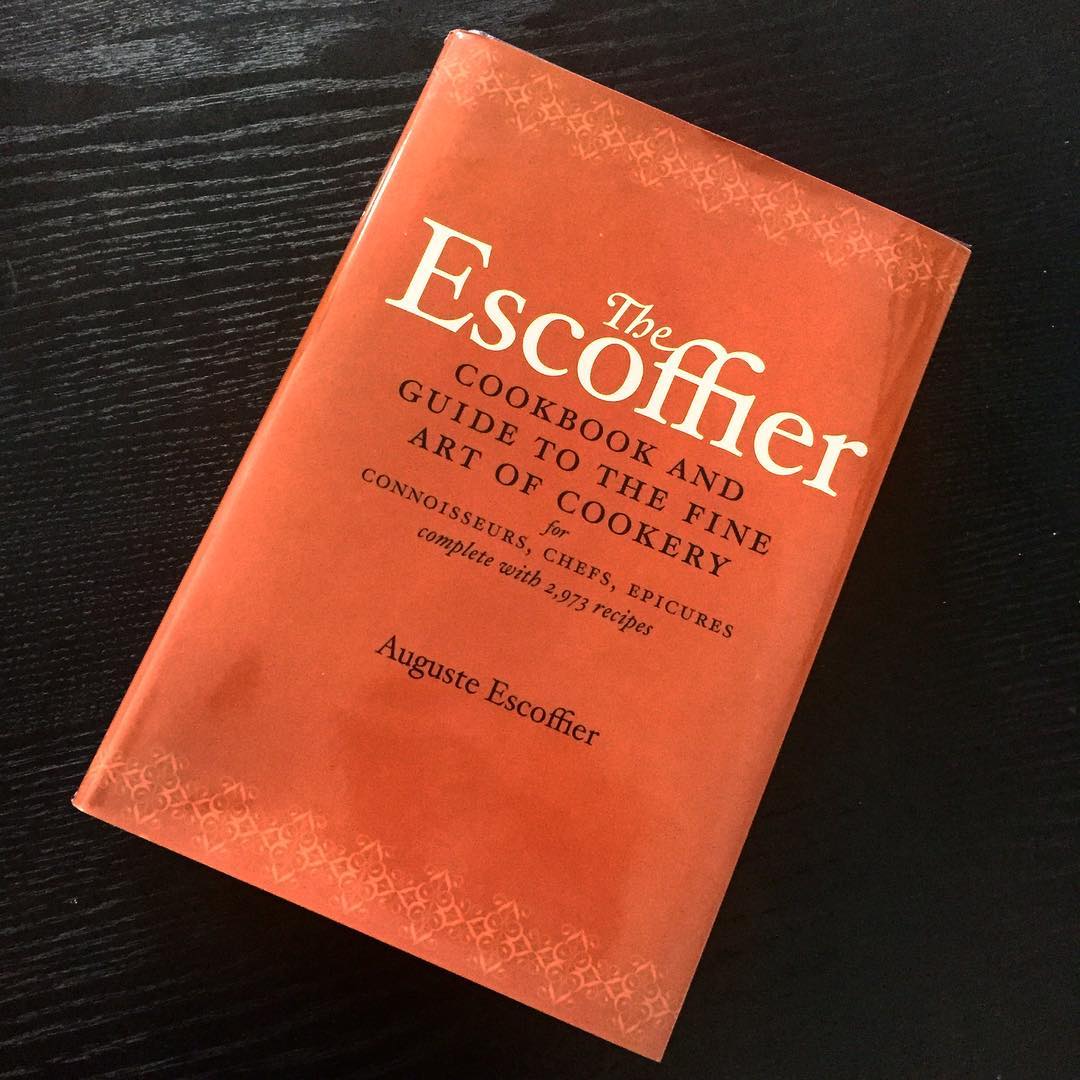 The
Escoffier
COOKBOOK AND
GUIDE TO THE FINE
ART OF COOKERY
for
CONNOISSEURS, CHEFS, EPICURES
complete with 2,973 recipes
Auguste Escoffier